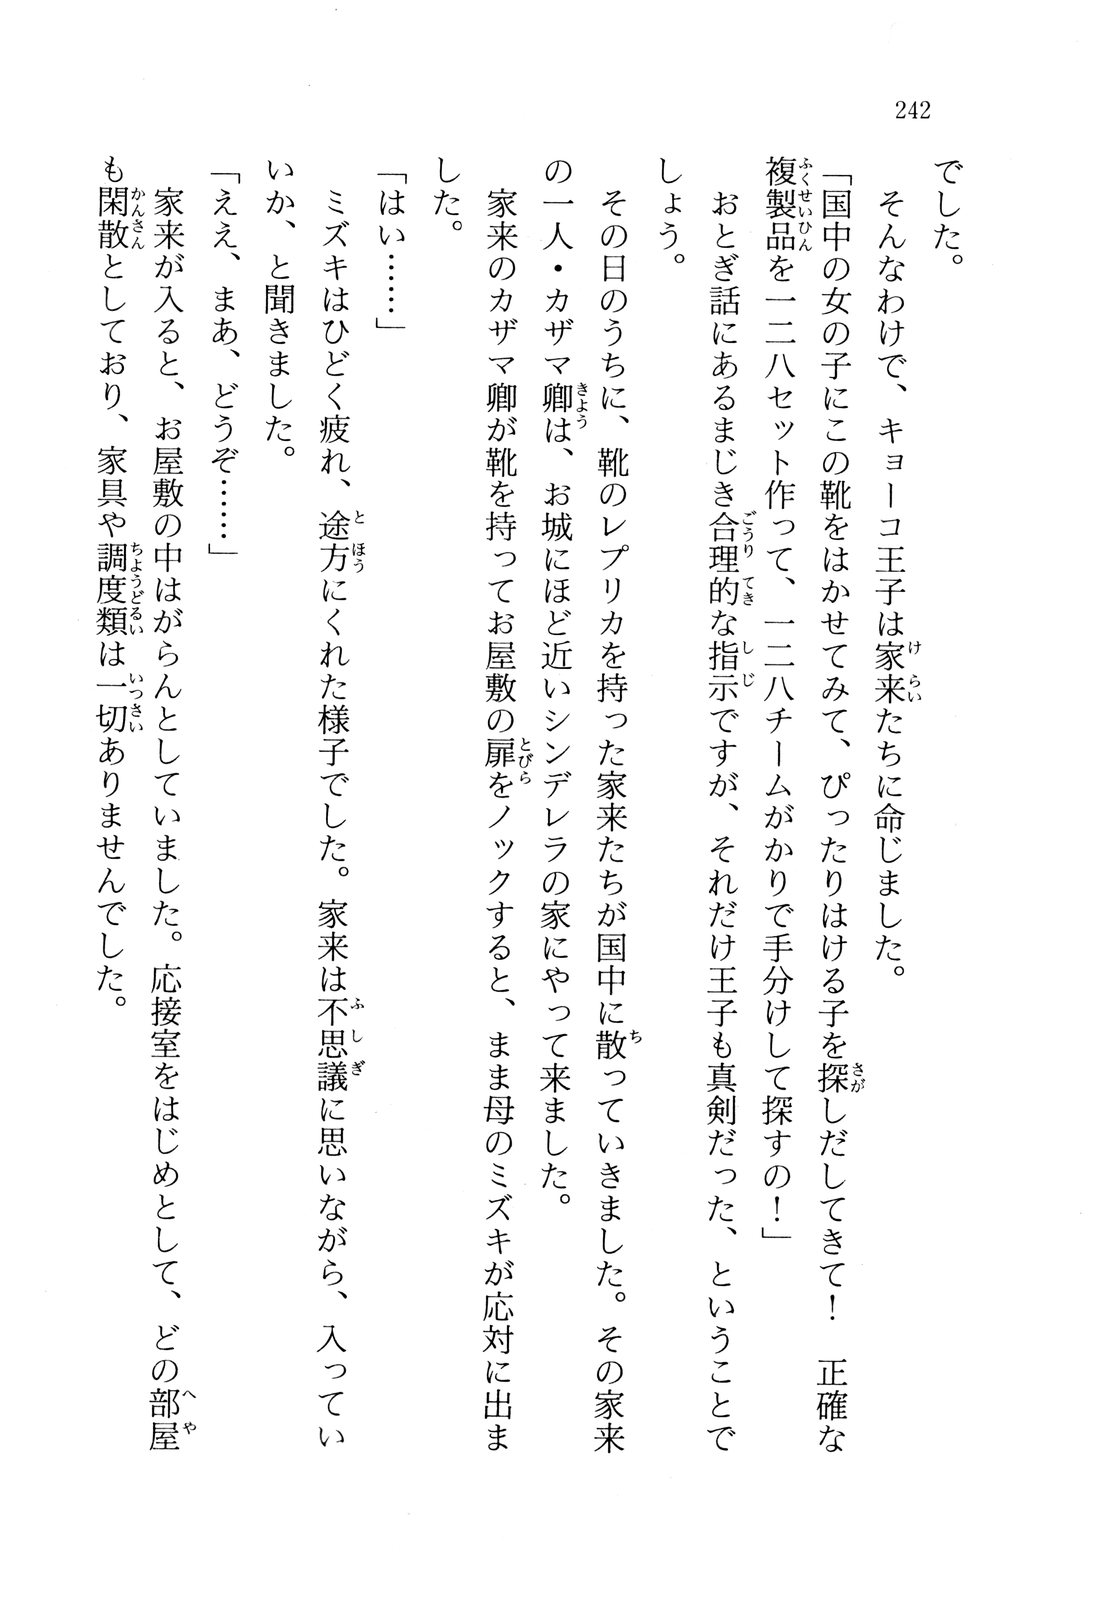 242
でした。
　そんなわけで、キョーコ王子は家来たちに命じました。
「国中の女の子にこの靴をはかせてみて、ぴったりはける子を探しだしてきて！　正確な
複製品を一二八セット作って、一二八チームがかりで手分けして探すの！」
　おとぎ話にあるまじき合理的な指示ですが、それだけ王子も真剣だった、ということで
しょう。
　その日のうちに、靴のレプリカを持った家来たちが国中に散っていきました。その家来
の一人・カザマ卿は、お城にほど近いシンデレラの家にやって来ました。
　家来のカザマ卿が靴を持ってお屋敷の扉をノックすると、まま母のミズキが応対に出ま
した。
「はい……」
　ミズキはひどく疲れ、途方にくれた様子でした。家来は不思議に思いながら、入ってい
いか、と聞きました。
「ええ、まあ、どうぞ……」
　家来が入ると、お屋敷の中はがらんとしていました。応接室をはじめとして、どの部屋
も閑散としており、家具や調度類は一切ありませんでした。